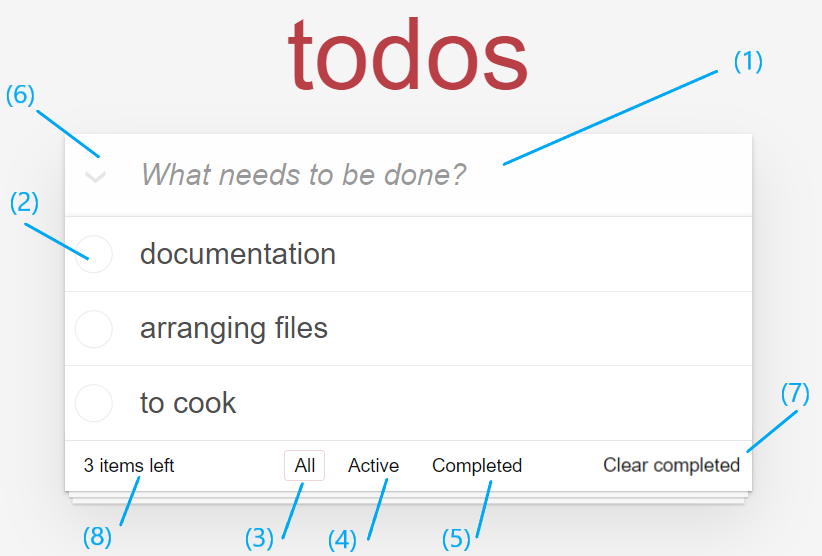 todos
(1)
(6)
What needs to be done?
(2)
documentation
arranging files
to cook
(7)
3 items left All Active Completed Clear completed
(8) (3) (4) (5)